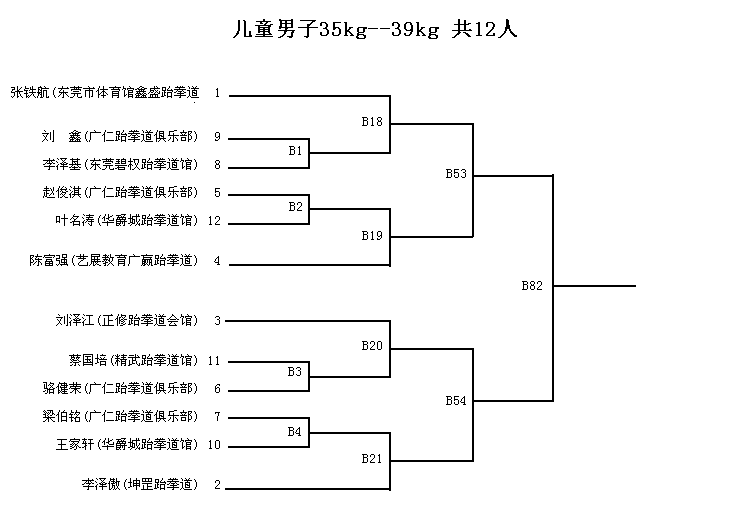 儿童男子35kg--39kg 共12人
张铁航(东莞市体育馆鑫盛跆拳道 1
B18
刘 鑫(广仁跆拳道俱乐部) 9
B1
李泽基(东莞碧权跆拳道馆) 8
B53
赵俊淇(广仁跆拳道俱乐部) 5
B2
叶名涛(华爵城跆拳道馆) 12
B19
陈富强(艺展教育广赢跆拳道) 4
B82
刘泽江(正修跆拳道会馆) 3
B20
蔡国培(精武跆拳道馆) 11
B3
骆健荣(广仁跆拳道俱乐部) 6
B54
梁伯铭(广仁跆拳道俱乐部) 7
B4
王家轩(华爵城跆拳道馆) 10
B21
李泽傲(坤罡跆拳道) 2